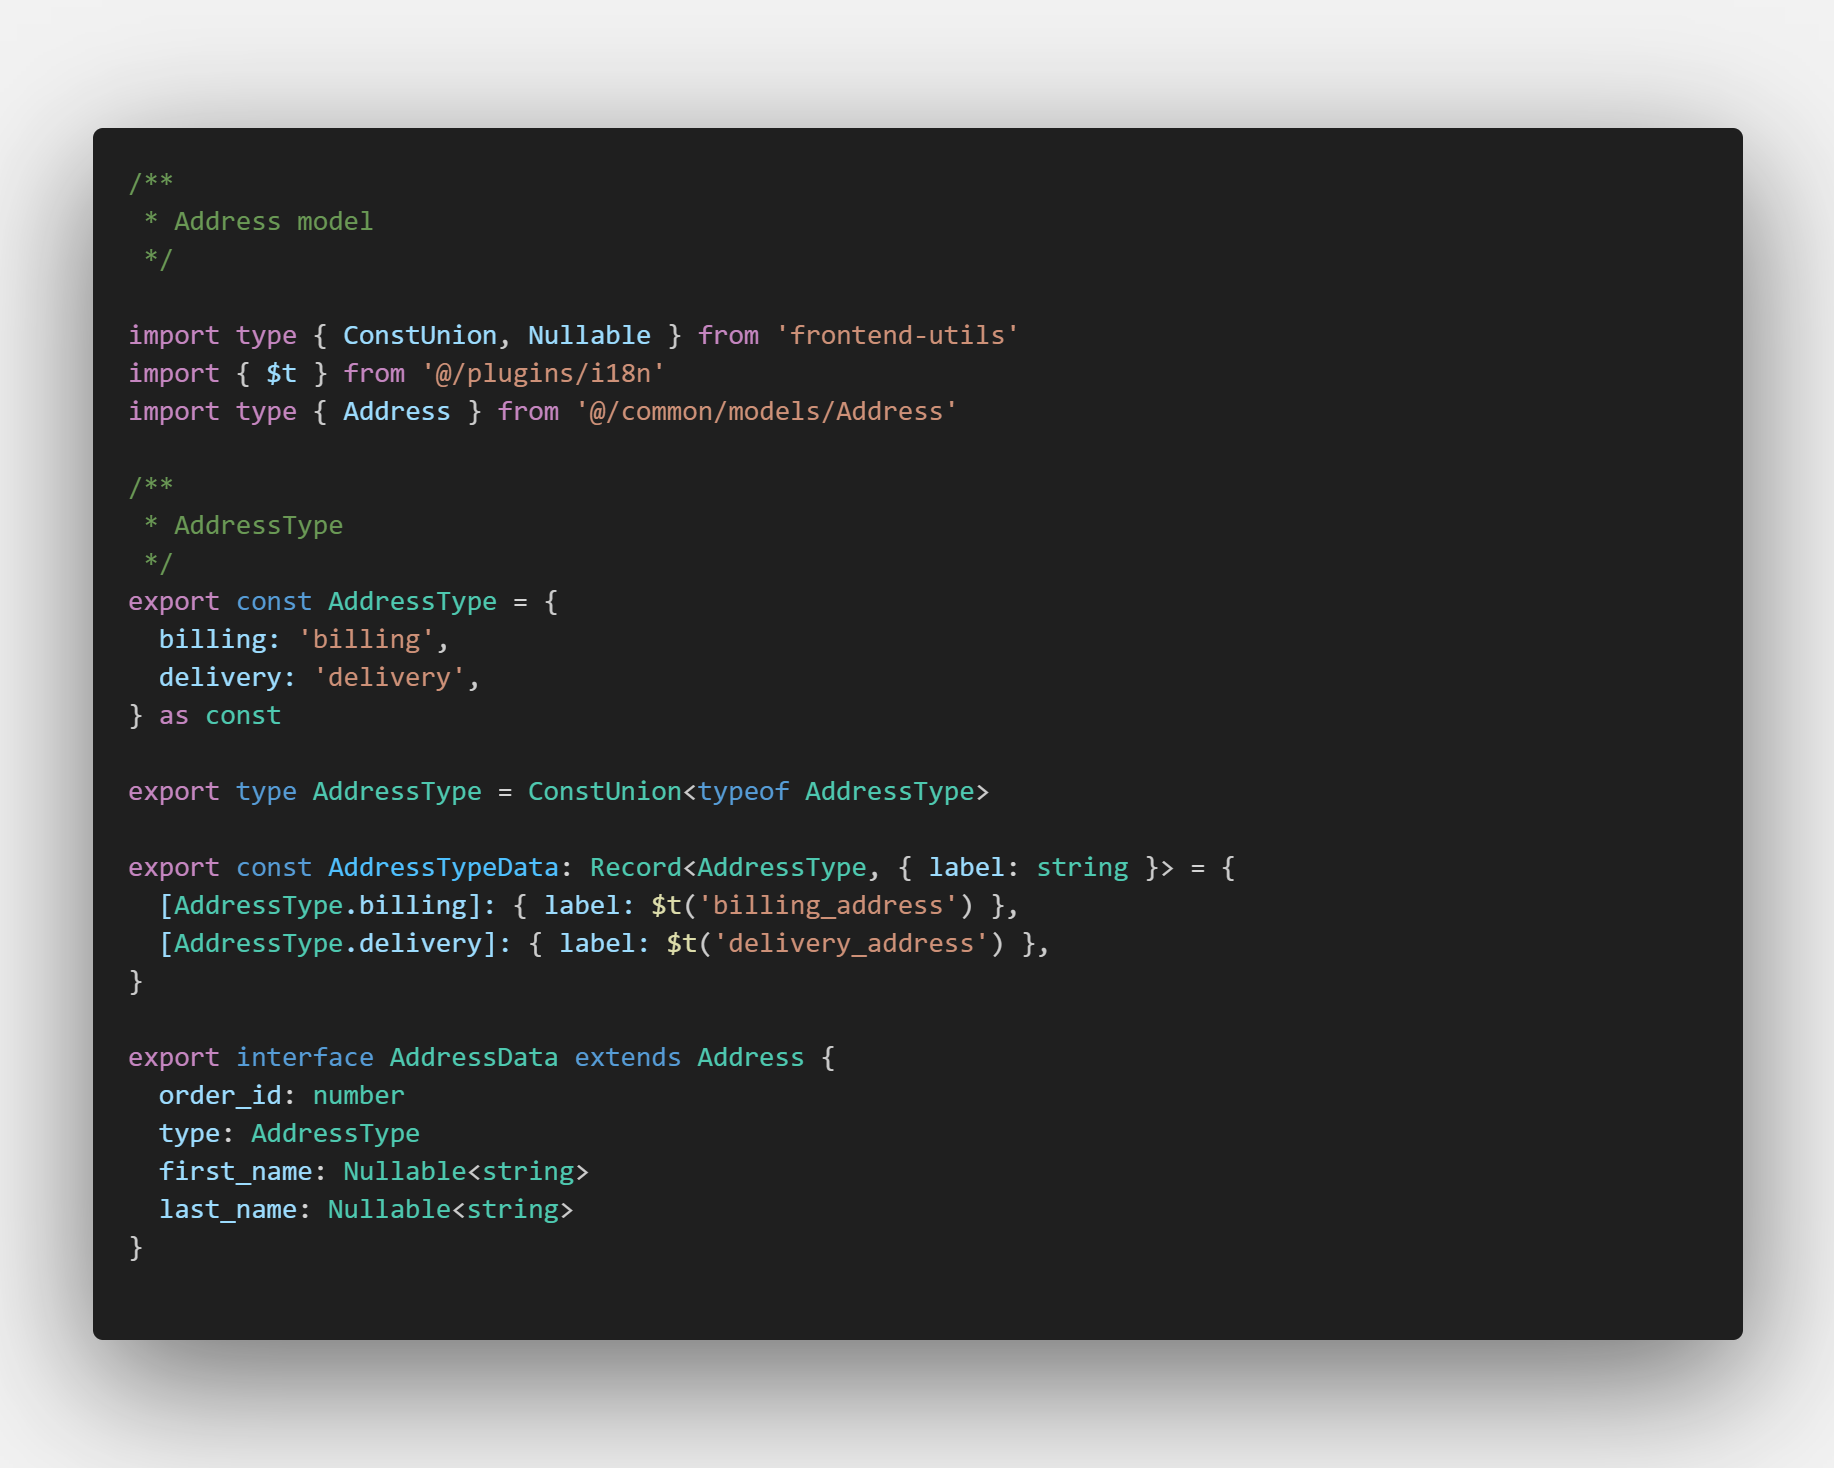 /**
 * Address model
 */

import type { ConstUnion, Nullable } from 'frontend-utils'
import { $t } from '@/plugins/i18n'
import type { Address } from '@/common/models/Address'

/**
 * AddressType
 */
export const AddressType = {
  billing: 'billing',
  delivery: 'delivery',
} as const

export type AddressType = ConstUnion<typeof AddressType>

export const AddressTypeData: Record<AddressType, { label: string }> = {
  [AddressType.billing]: { label: $t('billing_address') },
  [AddressType.delivery]: { label: $t('delivery_address') },
}

export interface AddressData extends Address {
  order_id: number
  type: AddressType
  first_name: Nullable<string>
  last_name: Nullable<string>
}